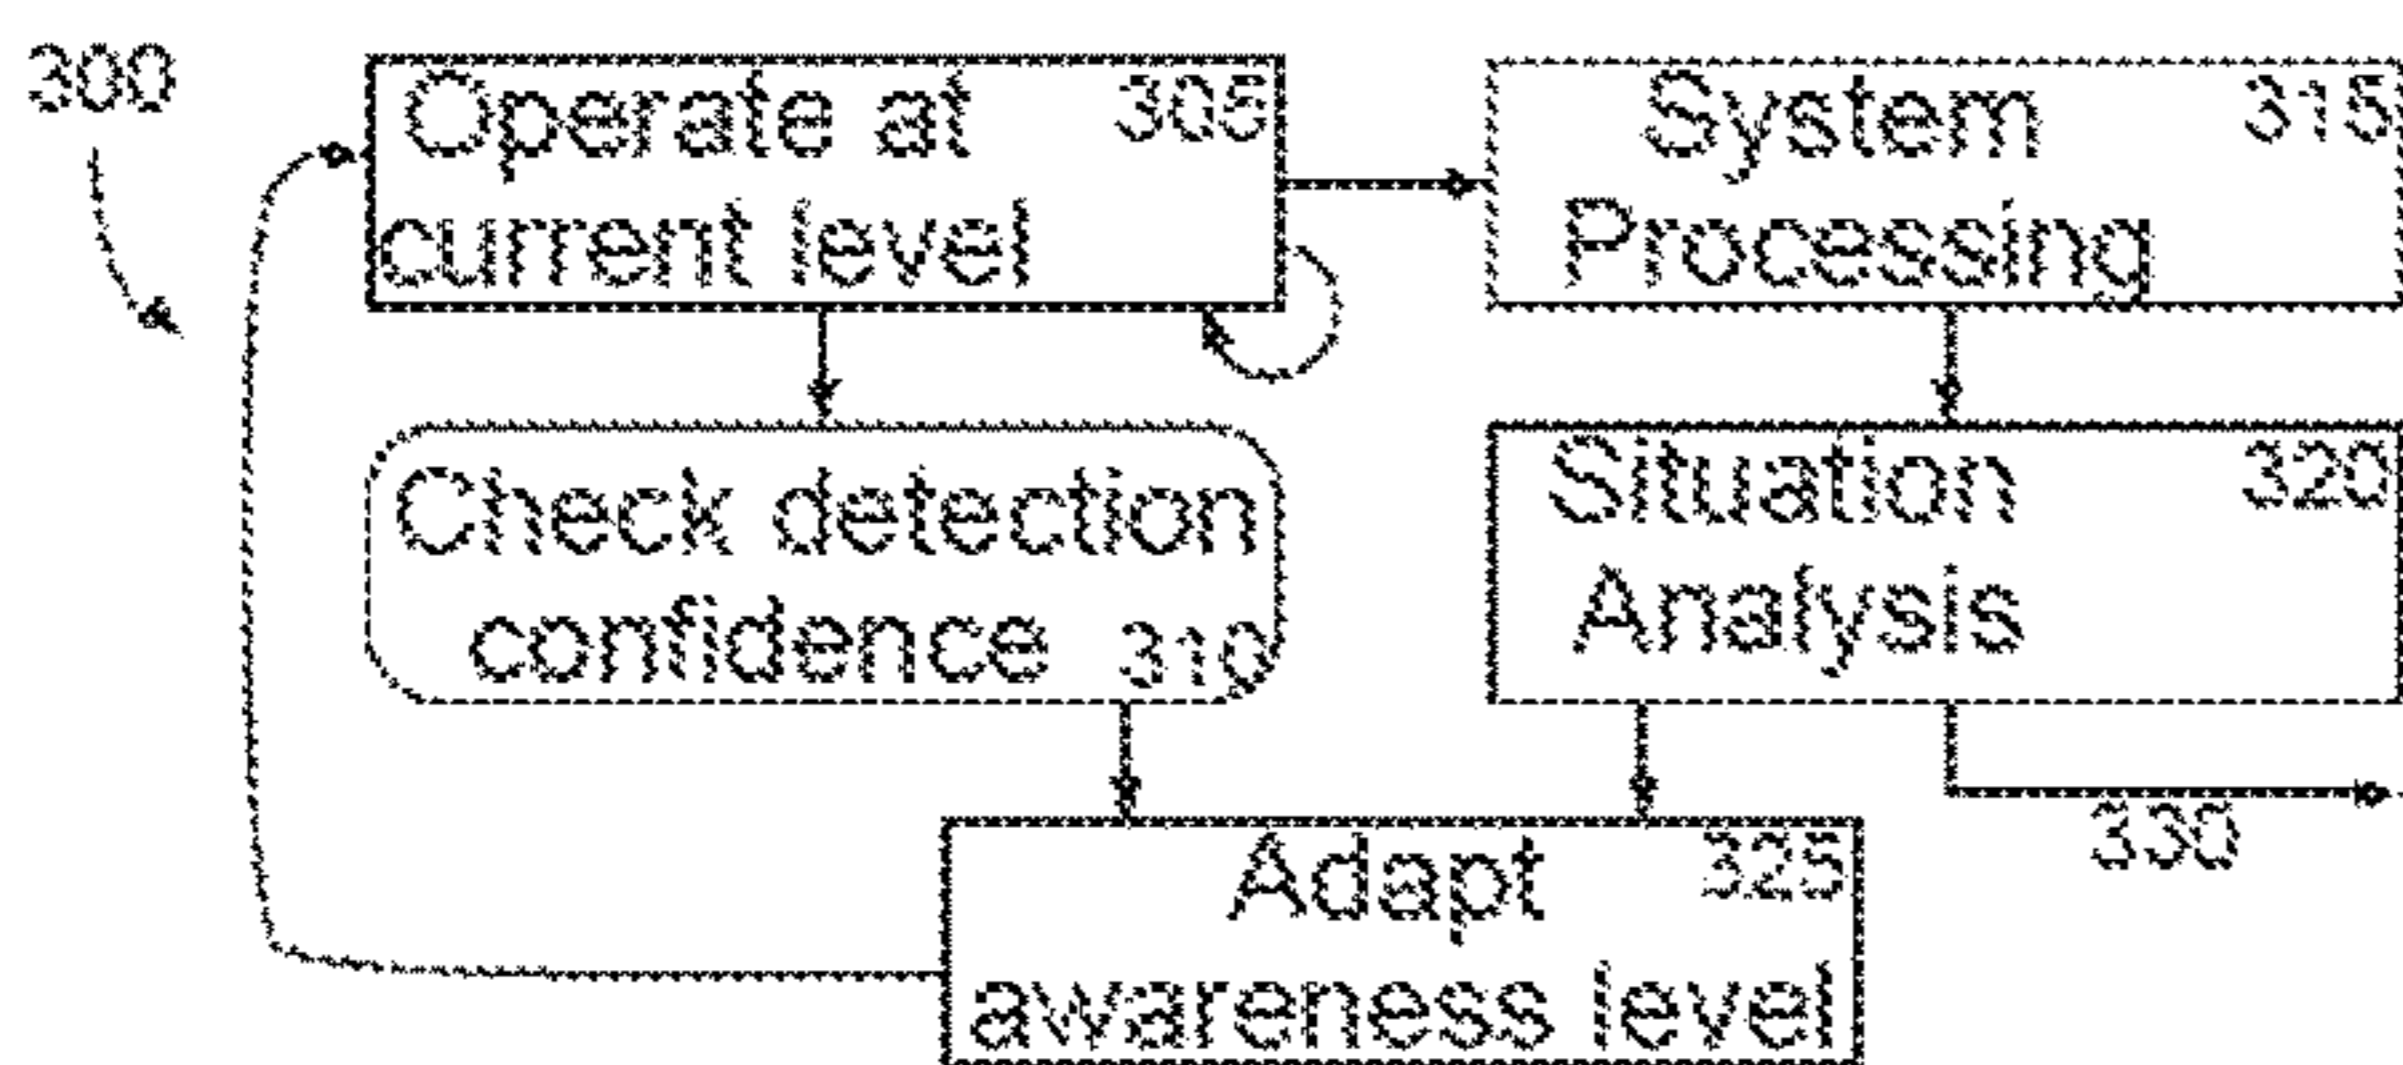 300
Operate at 305
current level
System 315
Processing
Check detection
confidence 310
Situation 320
Analysis
330
Adapt 325
awareness level